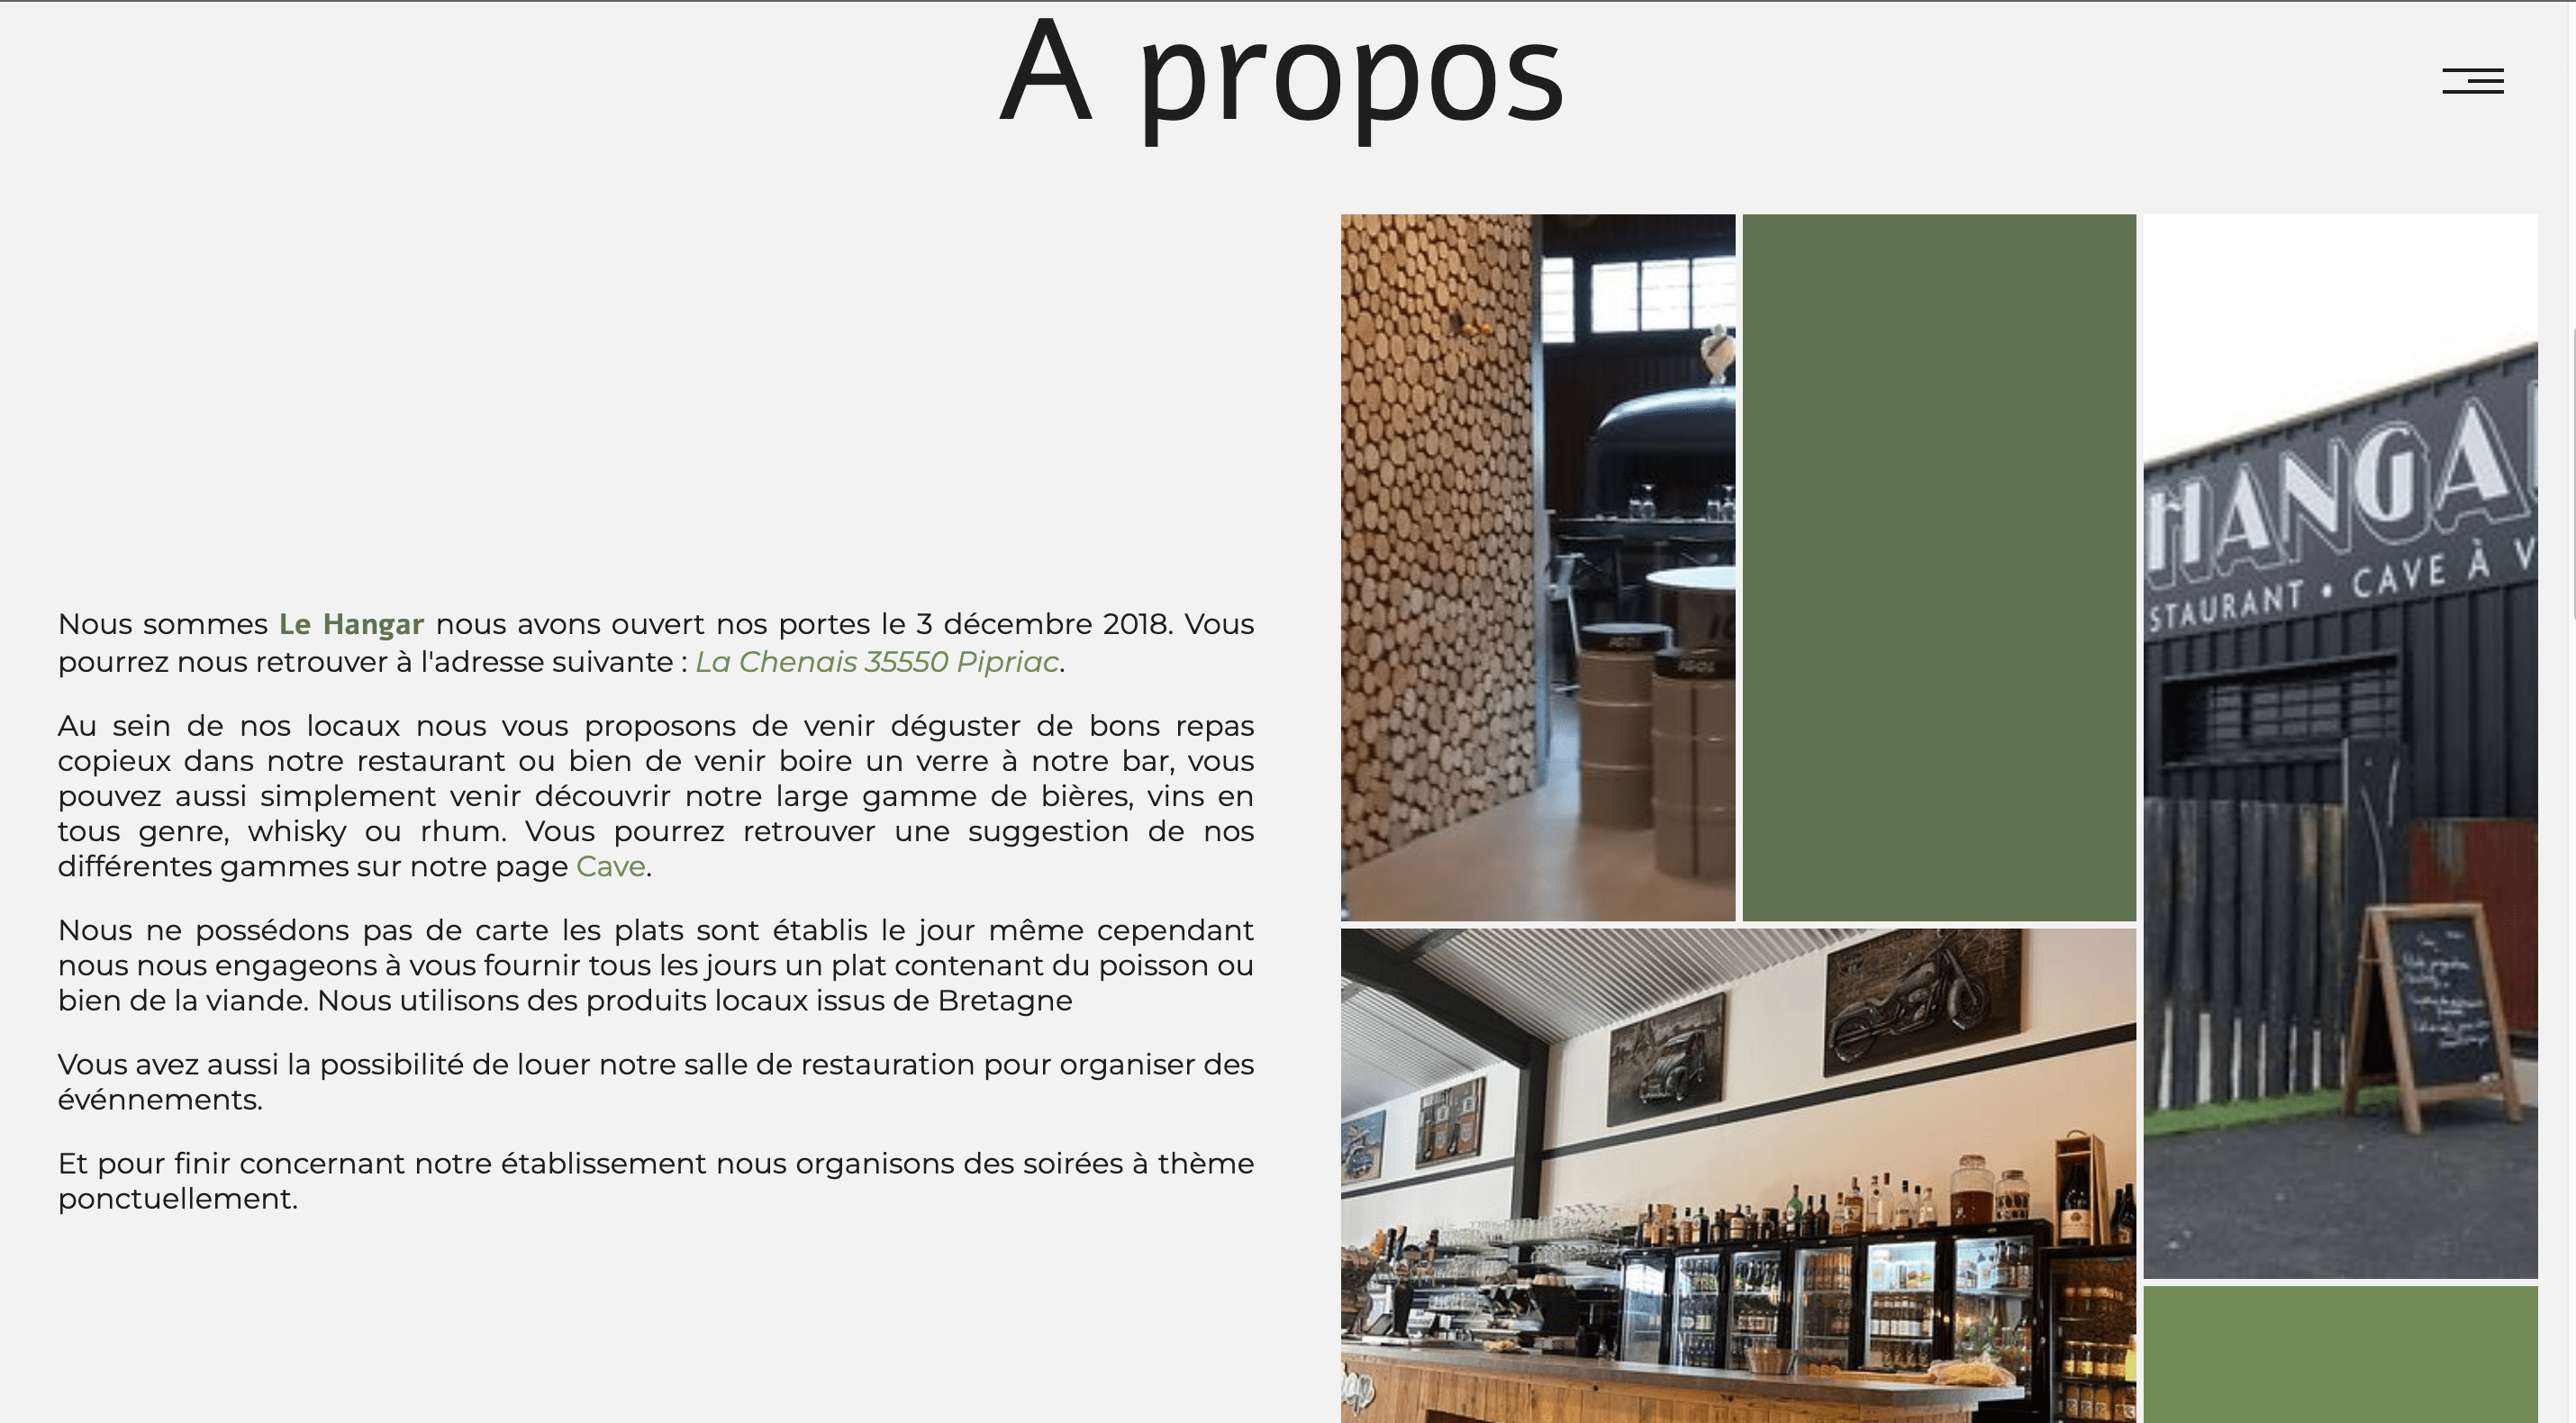 A propos
Nous sommes Le Hangar nous avons ouvert nos portes le 3 décembre 2018. Vous
pourrez nous retrouver à l'adresse suivante : La Chenais 35550 Pipriac.
Au sein de nos locaux nous vous proposons de venir déguster de bons repas
copieux dans notre restaurant ou bien de venir boire un verre à notre bar, vous
pouvez aussi simplement venir découvrir notre large gamme de bières, vins en
tous genre, whisky ou rhum. Vous pourrez retrouver une suggestion de nos
différentes gammes sur notre page Cave.
Nous ne possédons pas de carte les plats sont établis le jour même cependant
nous nous engageons à vous fournir tous les jours un plat contenant du poisson ou
bien de la viande. Nous utilisons des produits locaux issus de Bretagne
Vous avez aussi la possibilité de louer notre salle de restauration pour organiser des
événnements.
Et pour finir concernant notre établissement nous organisons des soirées à thème
ponctuellement.
IGOL
IGOL
HANGA
STAURANT • CAVE À V